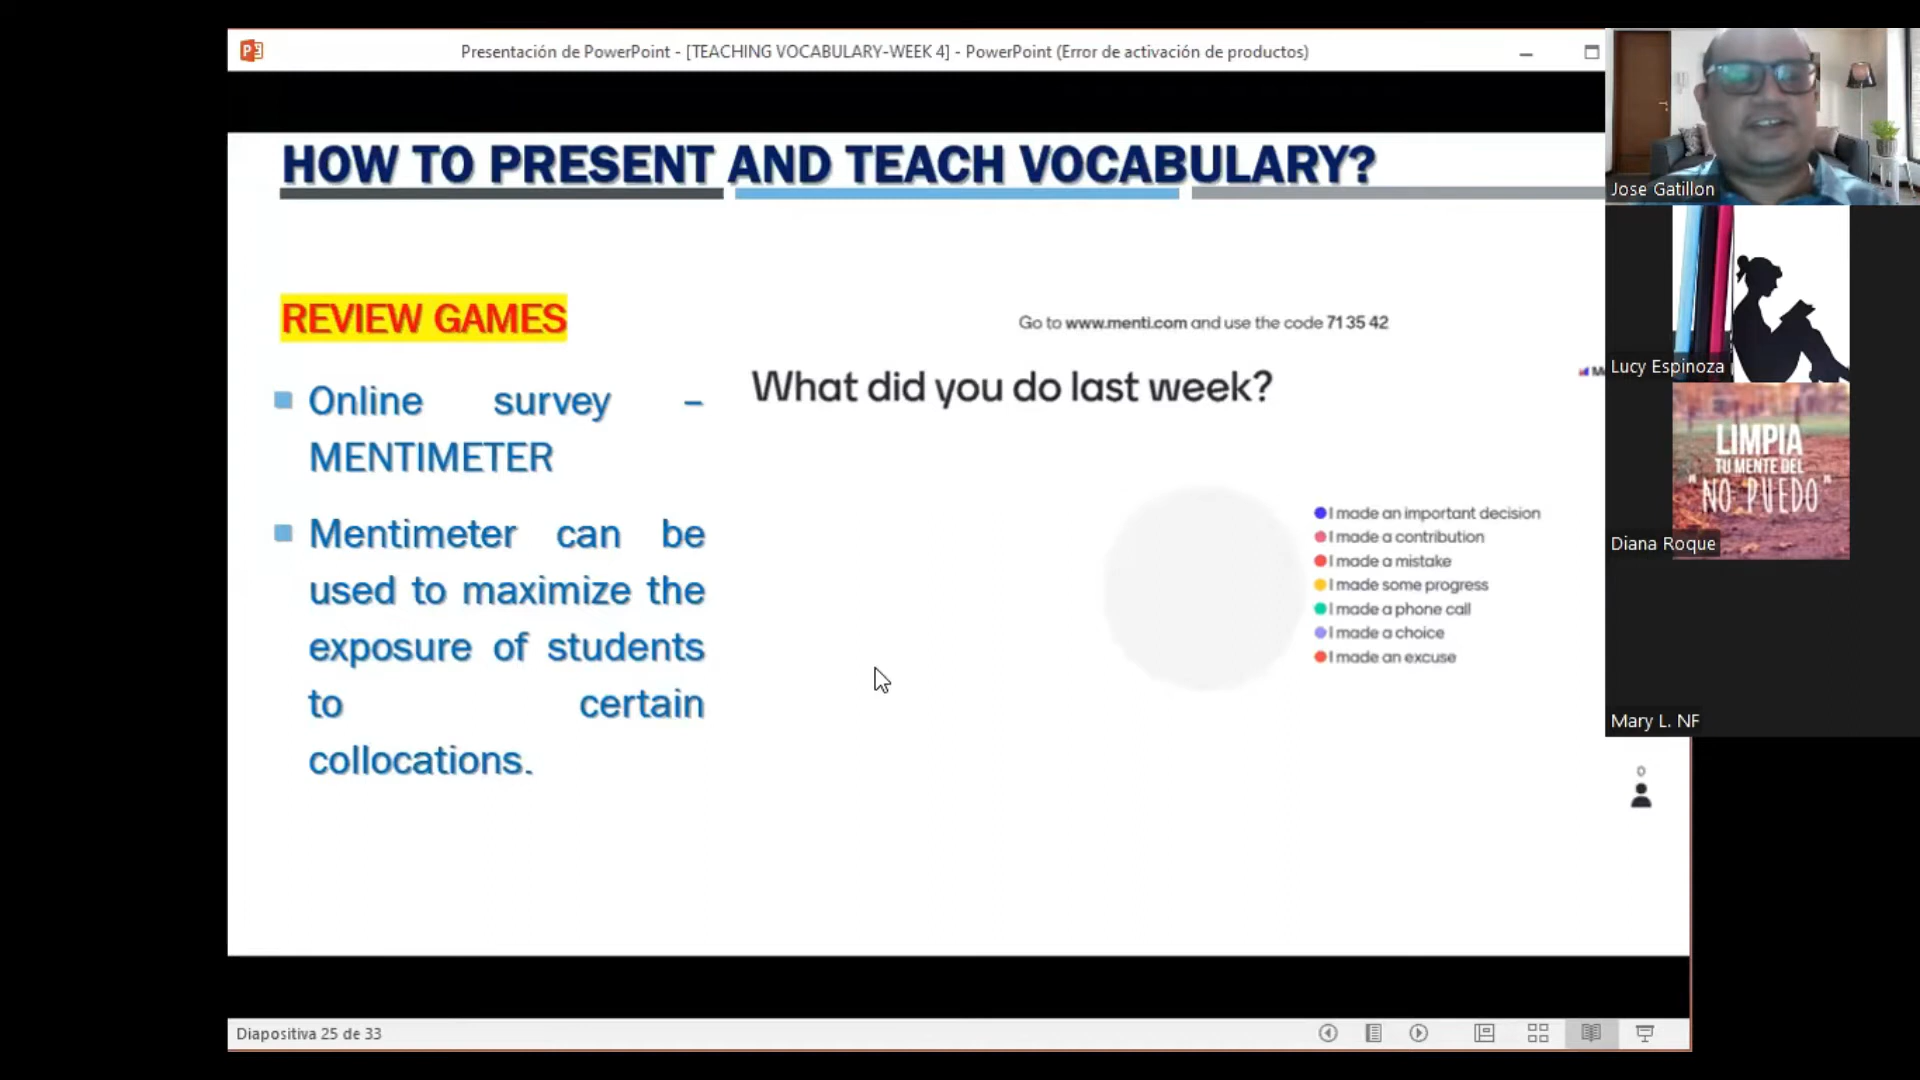 Presentación de PowerPoint - [TEACHING VOCABULARY-WEEK 4] - PowerPoint (Error de activación de productos)
HOW TO PRESENT AND TEACH VOCABULARY?
REVIEW GAMES
Online survey –
MENTIMETER
Mentimeter can be
used to maximize the
exposure of students
to certain
collocations.
Go to www.menti.com and use the code 71 35 42
What did you do last week?
I made an important decision
I made a contribution
I made a mistake
I made some progress
I made a phone call
I made a choice
I made an excuse
0
Jose Gatillon
Lucy Espinoza
LIMPIA
TU MENTE DEL
"NO PUEDO"
Diana Roque
Mary L. NF
Diapositiva 25 de 33